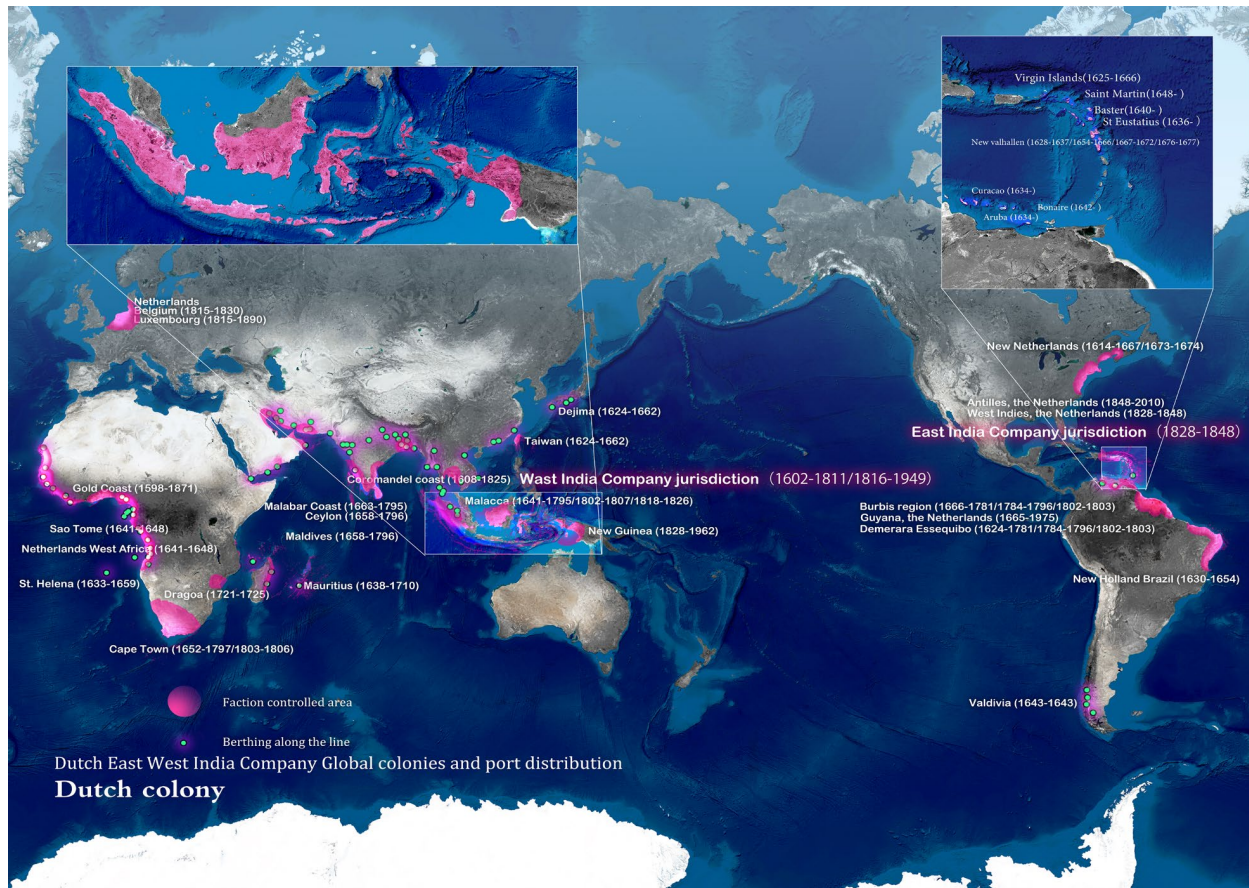 Virgin Islands(1625-1666)
Saint Martin(1648- )
Baster(1640- )
St Eustatius (1636- )
New valhallen (1628-1637/1654-1666/1667-1672/1676-1677)
Curacao (1634-)
Bonaire (1642- )
Aruba (1634-)
Netherlands
Belgium (1815-1830)
Luxembourg (1815-1890)
New Netherlands (1614-1667/1673-1674)
Dejima (1624-1662)
Antilles, the Netherlands (1848-2010)
West Indies, the Netherlands (1828-1848)
East India Company jurisdiction (1828-1848)
Taiwan (1624-1662)
Coromandel coast (1608-1825)
Wast India Company jurisdiction (1602-1811/1816-1949)
Gold Coast (1598-1871)
Malacca (1641-1795/1802-1807/1818-1826)
Malabar Coast (1663-1795)
Ceylon (1658-1796)
Burbis region (1666-1781/1784-1796/1802-1803)
Guyana, the Netherlands (1665-1975)
Demerara Essequibo (1624-1781/1784-1796/1802-1803)
Sao Tome (1641-1648)
Maldives (1658-1796)
New Guinea (1828-1962)
Netherlands West Africa (1641-1648)
St. Helena (1633-1659)
Dragoa (1721-1725)
Mauritius (1638-1710)
New Holland Brazil (1630-1654)
Cape Town (1652-1797/1803-1806)
Valdivia (1643-1643)
Faction controlled area
Berthing along the line
Dutch East West India Company Global colonies and port distribution
Dutch colony